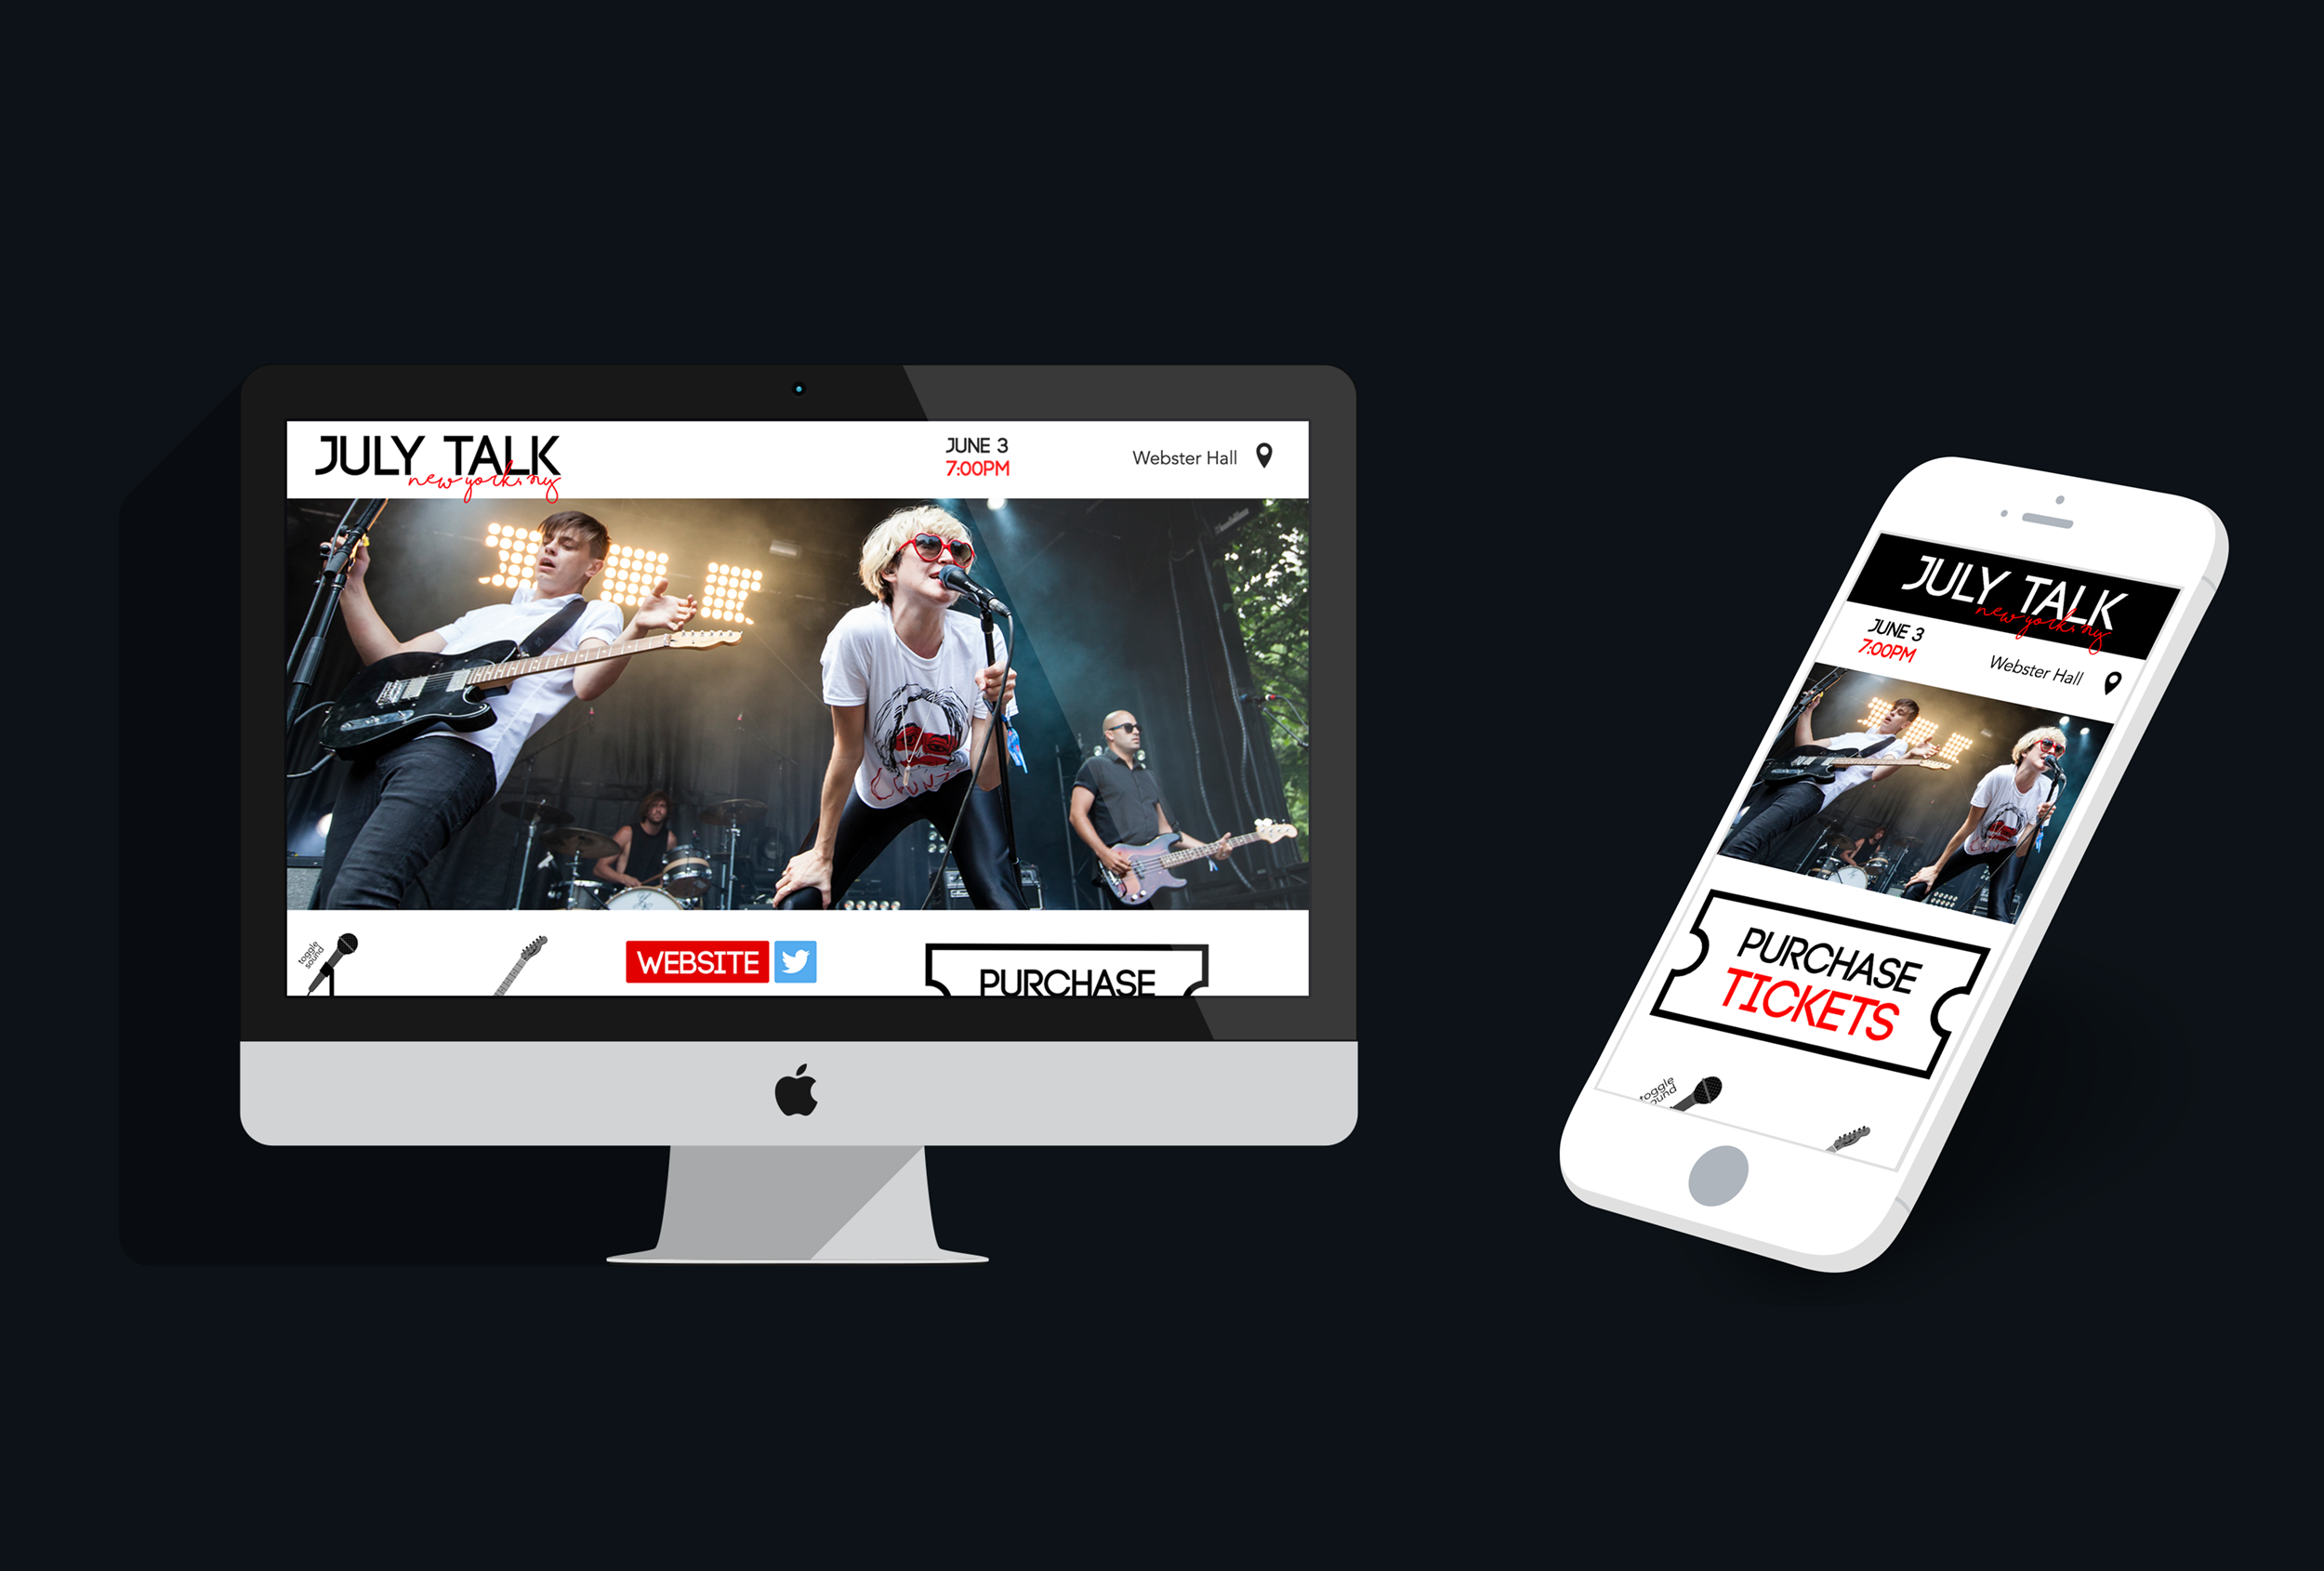 JULY TALK
new york, ny
JUNE 3
7:00PM
Webster Hall
toggle
sound
WEBSITE
PURCHASE
JULY TALK
new york, ny
JUNE 3
7:00PM
Webster Hall
PURCHASE
TICKETS
toggle
sound